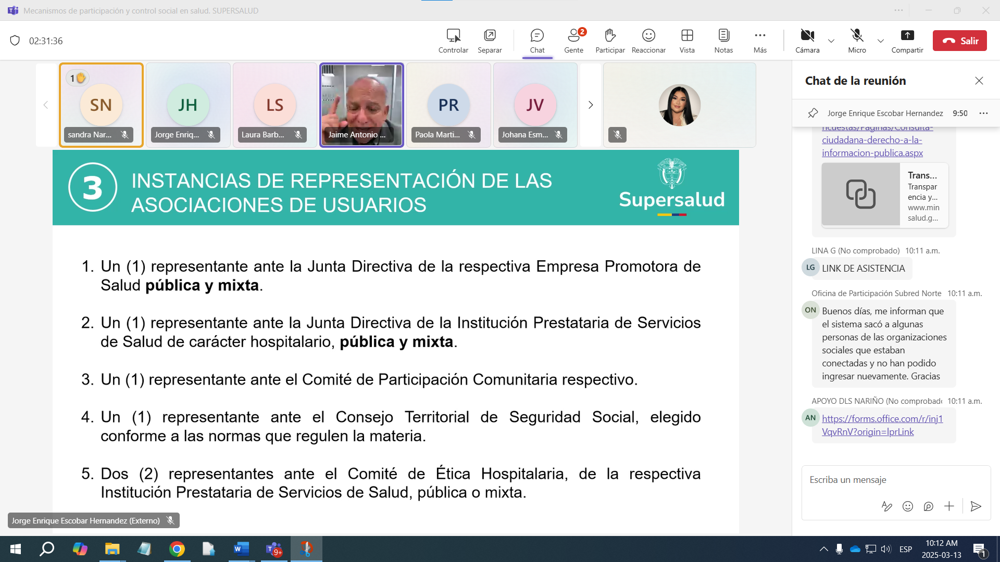 Mecanismos de participación y control social en salud. SUPERSALUD
02:31:36
Controlar
Separar
Chat
2
Gente
Participar
Reaccionar
Vista
Notas
Más
Cámara
Micro
Compartir
Salir
1
SN
sandra Nar...
JH
Jorge Enriq...
LS
Laura Barb...
Jaime Antonio ...
PR
Paola Marti...
JV
Johana Esm...
3
INSTANCIAS DE REPRESENTACIÓN DE LAS
ASOCIACIONES DE USUARIOS
Supersalud
1. Un (1) representante ante la Junta Directiva de la respectiva Empresa Promotora de
Salud pública y mixta.
2. Un (1) representante ante la Junta Directiva de la Institución Prestataria de Servicios
de Salud de carácter hospitalario, pública y mixta.
3. Un (1) representante ante el Comité de Participación Comunitaria respectivo.
4. Un (1) representante ante el Consejo Territorial de Seguridad Social, elegido
conforme a las normas que regulen la materia.
5. Dos (2) representantes ante el Comité de Ética Hospitalaria, de la respectiva
Institución Prestataria de Servicios de Salud, pública o mixta.
Jorge Enrique Escobar Hernandez (Externo)
Chat de la reunión
Jorge Enrique Escobar Hernandez 9:50
ncuestas/Paginas/Consulta-
ciudadana-derecho-a-la-
informacion-publica.aspx
Trans...
Transpar
encia y...
www.min
salud.g...
LINA G (No comprobado) 10:11 a.m.
LG
LINK DE ASISTENCIA
Oficina de Participación Subred Norte 10:11 a.m.
ON
Buenos días, me informan que
el sistema sacó a algunas
personas de las organizaciones
sociales que estaban
conectadas y no han podido
ingresar nuevamente. Gracias
APOYO DLS NARIÑO (No comprobado 10:11 a.m.
AN
https://forms.office.com/r/inj1
VqvRnV?origin=lprLink
Escriba un mensaje
9+
ESP
10:12 AM
2025-03-13
1